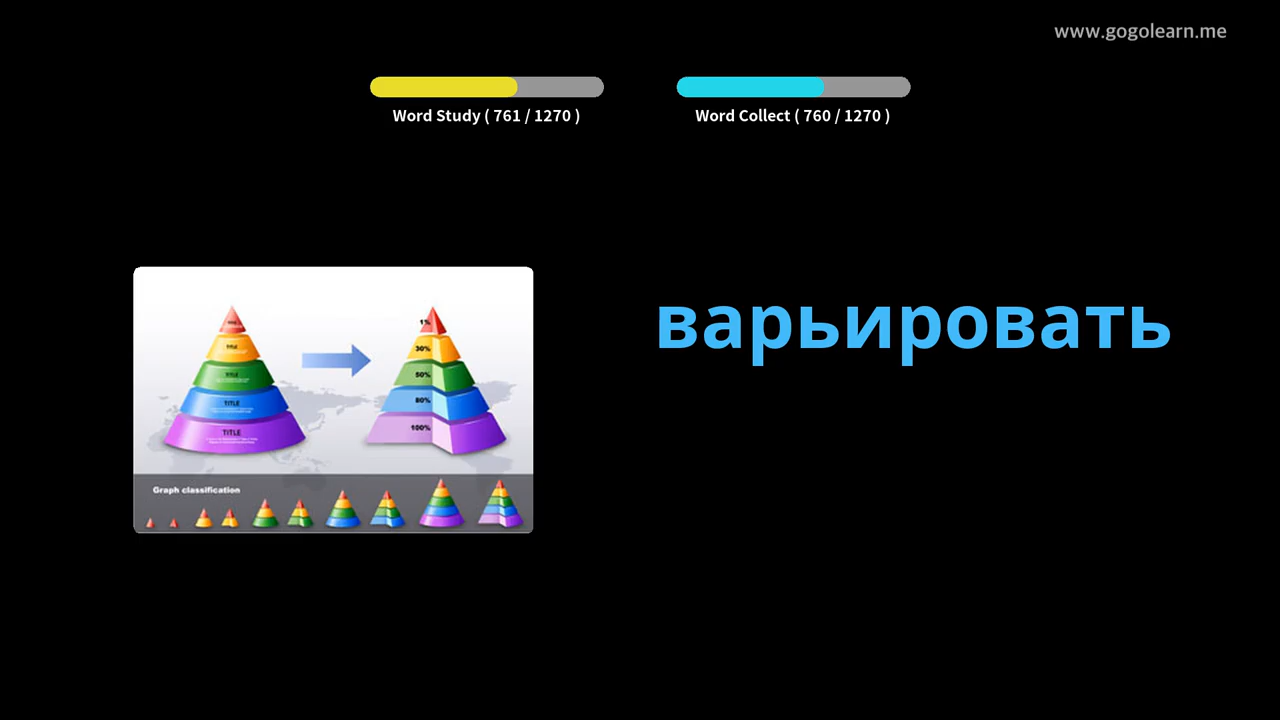 www.gogolearn.me
Word Study ( 761 / 1270 )
Word Collect ( 760 / 1270 )
варьировать
TITLE
TITLE
TITLE
TITLE
1%
30%
50%
80%
100%
Graph classification